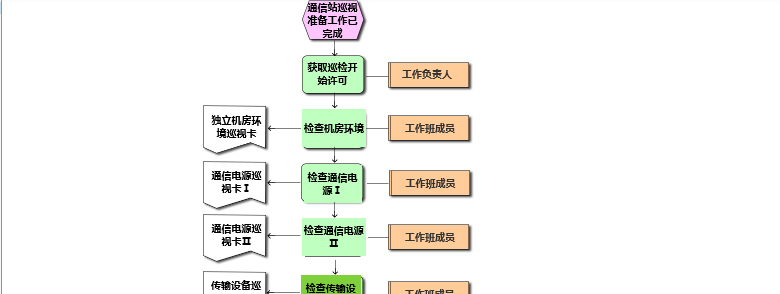 通信站巡视
准备工作已
完成
获取巡检开
始许可
工作负责人
独立机房环
境巡视卡
检查机房环境
工作班成员
通信电源巡
视卡Ⅰ
检查通信电
源Ⅰ
工作班成员
通信电源巡
视卡Ⅱ
检查通信电源
Ⅱ
工作班成员
传输设备巡
检查传输设
工作班成员